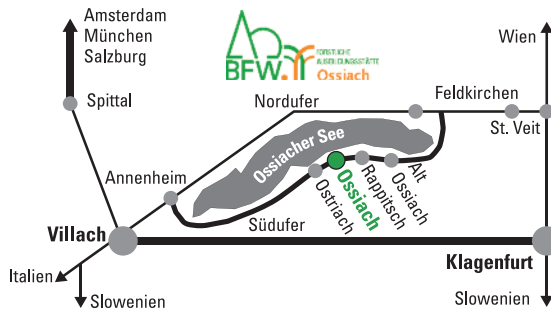 Amsterdam
München
Salzburg
FORSTLICHE
AUSBILDUNGSSTÄTTE
BFW.
Ossiach
Wien
Spittal
Nordufer
Feldkirchen
St. Veit
Ossiacher See
Annenheim
Ostriach
Ossiach
Rappitsch
Alt
Ossiach
Südufer
Villach
Klagenfurt
Italien
Slowenien
Slowenien